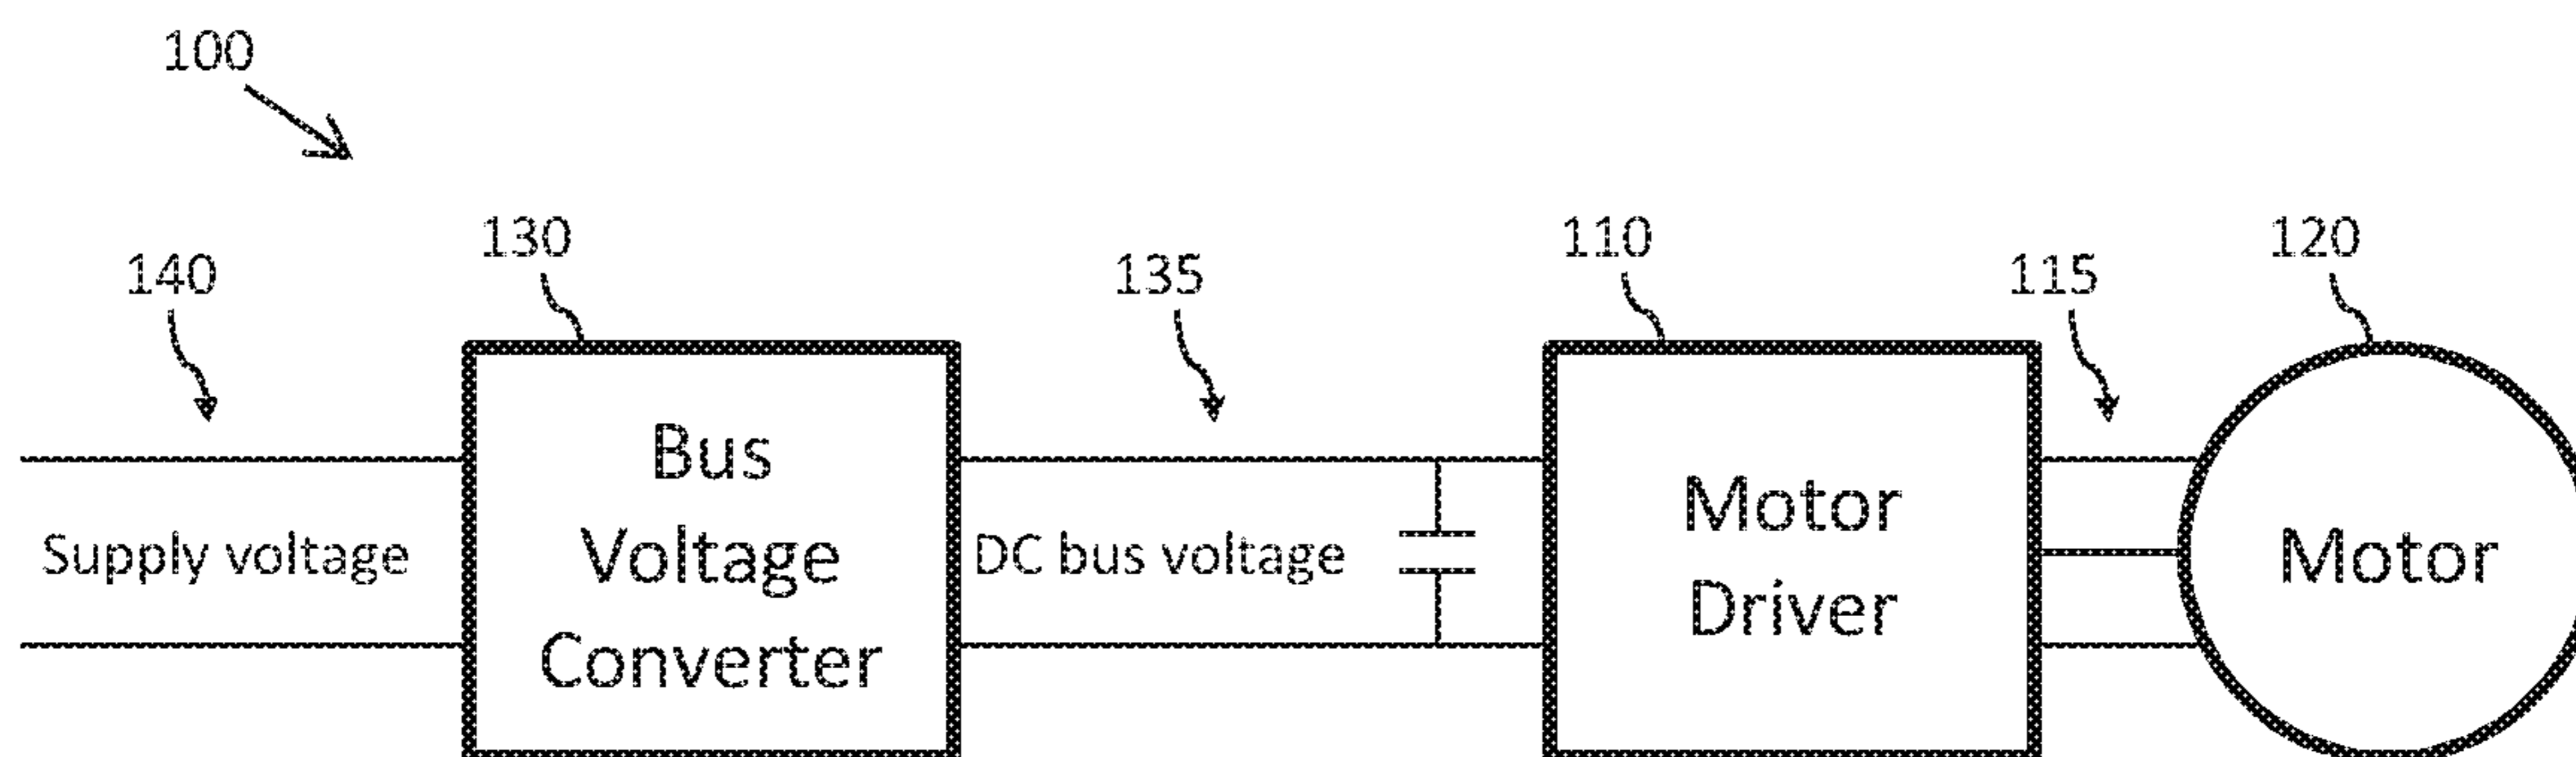 100
130
110
120
140
135
115
Bus
Voltage
Converter
Supply voltage
DC bus voltage
Motor
Driver
Motor